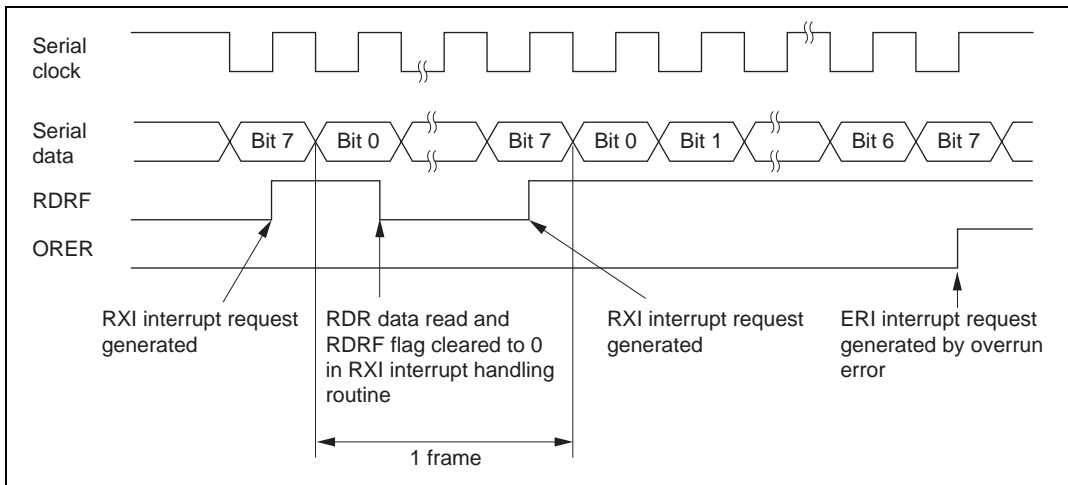 Serial
clock
Serial
data
Bit 7
Bit 0
Bit 7
Bit 0
Bit 1
Bit 6
Bit 7
RDRF
ORER
RXI interrupt request
generated
RDR data read and
RDRF flag cleared to 0
in RXI interrupt handling
routine
RXI interrupt request
generated
ERI interrupt request
generated by overrun
error
1 frame